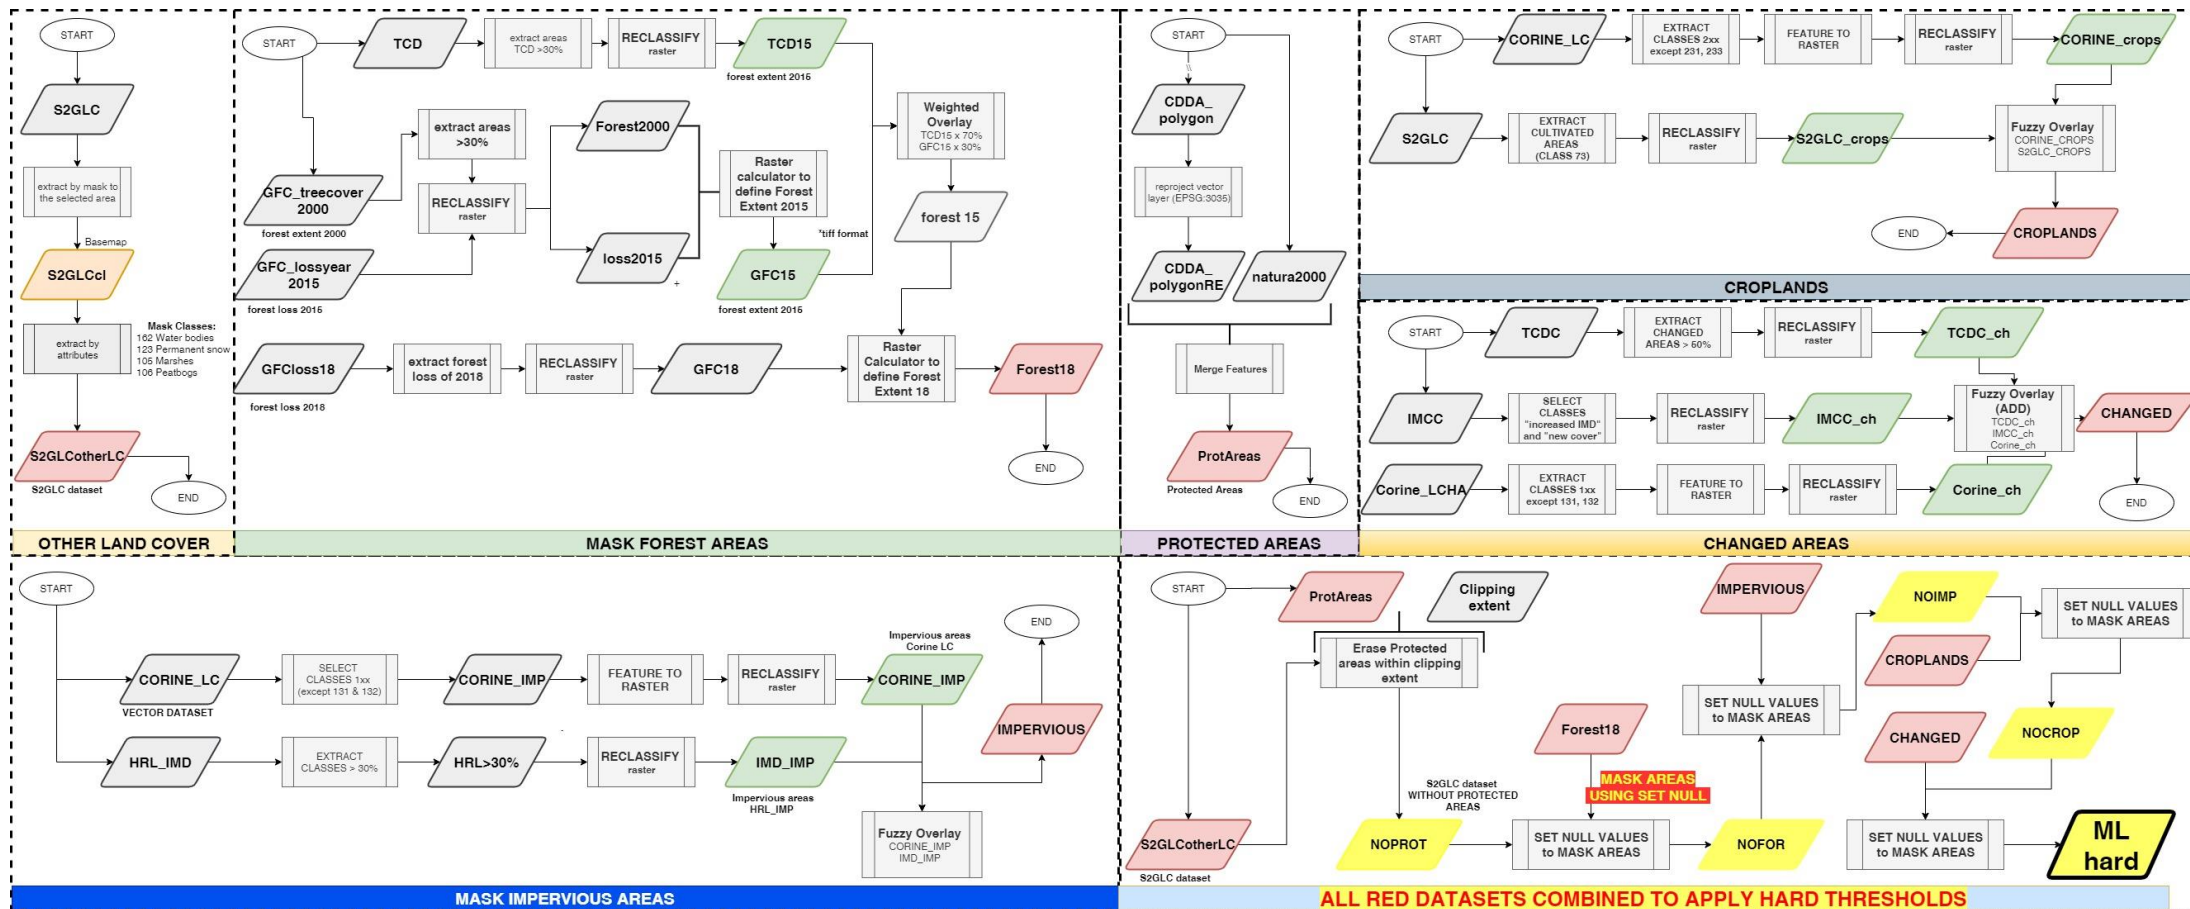 START
S2GLC
extract by mask to
the selected area
Basemap
S2GLCcl
extract by
attributes
Mask Classes:
162 Water bodies
123 Permanent snow
105 Marshes
106 Peatbogs
S2GLCotherLC
S2GLC dataset
END
OTHER LAND COVER
START
TCD
extract areas
TCD >30%
RECLASSIFY
raster
TCD15
forest extent 2015
GFC_treecover
2000
forest extent 2000
extract areas
>30%
RECLASSIFY
raster
GFC_lossyear
2015
forest loss 2015
Forest2000
loss2015
+
Raster
calculator to
define Forest
Extent 2015
*tiff format
GFC15
forest extent 2015
Weighted
Overlay
TCD15 x 70%
GFC15 x 30%
forest 15
GFCloss18
forest loss 2018
extract forest
loss of 2018
RECLASSIFY
raster
GFC18
Raster
Calculator to
define Forest
Extent 18
Forest18
END
MASK FOREST AREAS
START
\\
CDDA_
polygon
reproject vector
layer (EPSG:3035)
CDDA_
polygonRE
natura2000
Merge Features
ProtAreas
Protected Areas
END
PROTECTED AREAS
START
CORINE_LC
EXTRACT
CLASSES 2xx
except 231, 233
FEATURE TO
RASTER
RECLASSIFY
raster
CORINE_crops
S2GLC
EXTRACT
CULTIVATED
AREAS
(CLASS 73)
RECLASSIFY
raster
S2GLC_crops
Fuzzy Overlay
CORINE_CROPS
S2GLC_CROPS
CROPLANDS
END
CROPLANDS
START
TCDC
EXTRACT
CHANGED
AREAS > 60%
RECLASSIFY
raster
TCDC_ch
IMCC
SELECT
CLASSES
"increased IMD"
and "new cover"
RECLASSIFY
raster
IMCC_ch
Fuzzy Overlay
(ADD)
TCDC_ch
IMCC_ch
Corine_ch
CHANGED
Corine_LCHA
EXTRACT
CLASSES 1xx
except 131, 132
FEATURE TO
RASTER
RECLASSIFY
raster
Corine_ch
END
CHANGED AREAS
START
CORINE_LC
VECTOR DATASET
SELECT
CLASSES 1xx
(except 131 & 132)
CORINE_IMP
FEATURE TO
RASTER
RECLASSIFY
raster
Impervious areas
Corine LC
CORINE_IMP
END
IMPERVIOUS
HRL_IMD
EXTRACT
CLASSES > 30%
HRL>30%
RECLASSIFY
raster
IMD_IMP
Impervious areas
HRL_IMP
Fuzzy Overlay
CORINE_IMP
IMD_IMP
MASK IMPERVIOUS AREAS
START
ProtAreas
Clipping
extent
Erase Protected
areas within clipping
extent
S2GLCotherLC
S2GLC dataset
S2GLC dataset
WITHOUT PROTECTED
AREAS
NOPROT
Forest18
MASK AREAS
USING SET NULL
SET NULL VALUES
to MASK AREAS
NOFOR
IMPERVIOUS
SET NULL VALUES
to MASK AREAS
NOIMP
CROPLANDS
SET NULL VALUES
to MASK AREAS
CHANGED
NOCROP
SET NULL VALUES
to MASK AREAS
ML
hard
ALL RED DATASETS COMBINED TO APPLY HARD THRESHOLDS